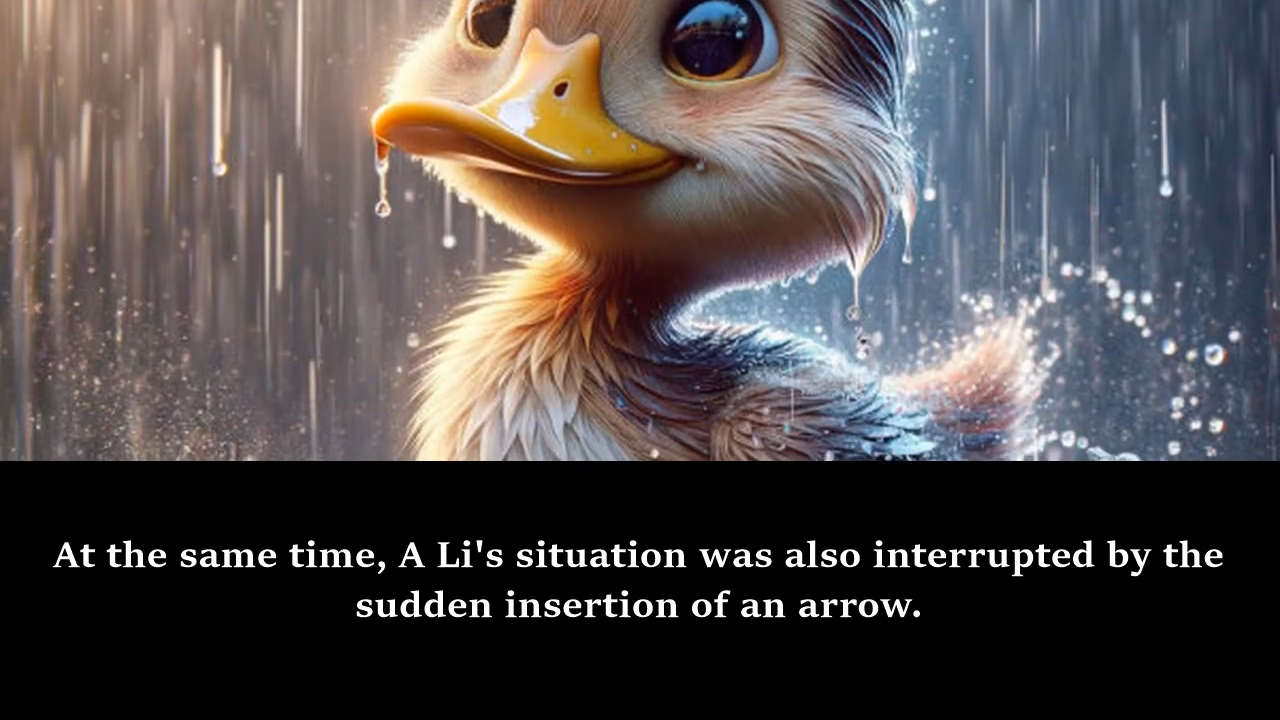 At the same time, A Li's situation was also interrupted by the
sudden insertion of an arrow.